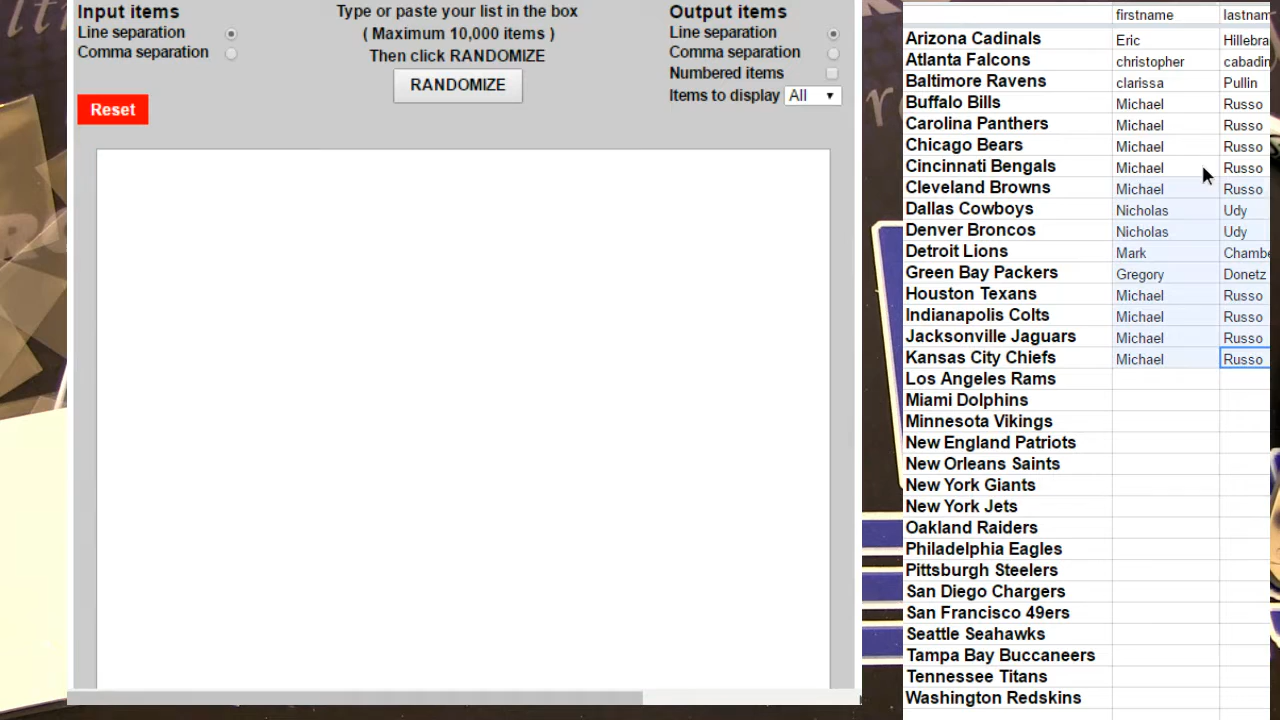 Input items
Line separation
Comma separation
Reset
Type or paste your list in the box
( Maximum 10,000 items )
Then click RANDOMIZE
RANDOMIZE
Output items
Line separation
Comma separation
Numbered items
Items to display All
firstname lastnam
Arizona Cadinals Eric Hillebra
Atlanta Falcons christopher cabadin
Baltimore Ravens clarissa Pullin
Buffalo Bills Michael Russo
Carolina Panthers Michael Russo
Chicago Bears Michael Russo
Cincinnati Bengals Michael Russo
Cleveland Browns Michael Russo
Dallas Cowboys Nicholas Udy
Denver Broncos Nicholas Udy
Detroit Lions Mark Chambe
Green Bay Packers Gregory Donetz
Houston Texans Michael Russo
Indianapolis Colts Michael Russo
Jacksonville Jaguars Michael Russo
Kansas City Chiefs Michael Russo
Los Angeles Rams
Miami Dolphins
Minnesota Vikings
New England Patriots
New Orleans Saints
New York Giants
New York Jets
Oakland Raiders
Philadelphia Eagles
Pittsburgh Steelers
San Diego Chargers
San Francisco 49ers
Seattle Seahawks
Tampa Bay Buccaneers
Tennessee Titans
Washington Redskins